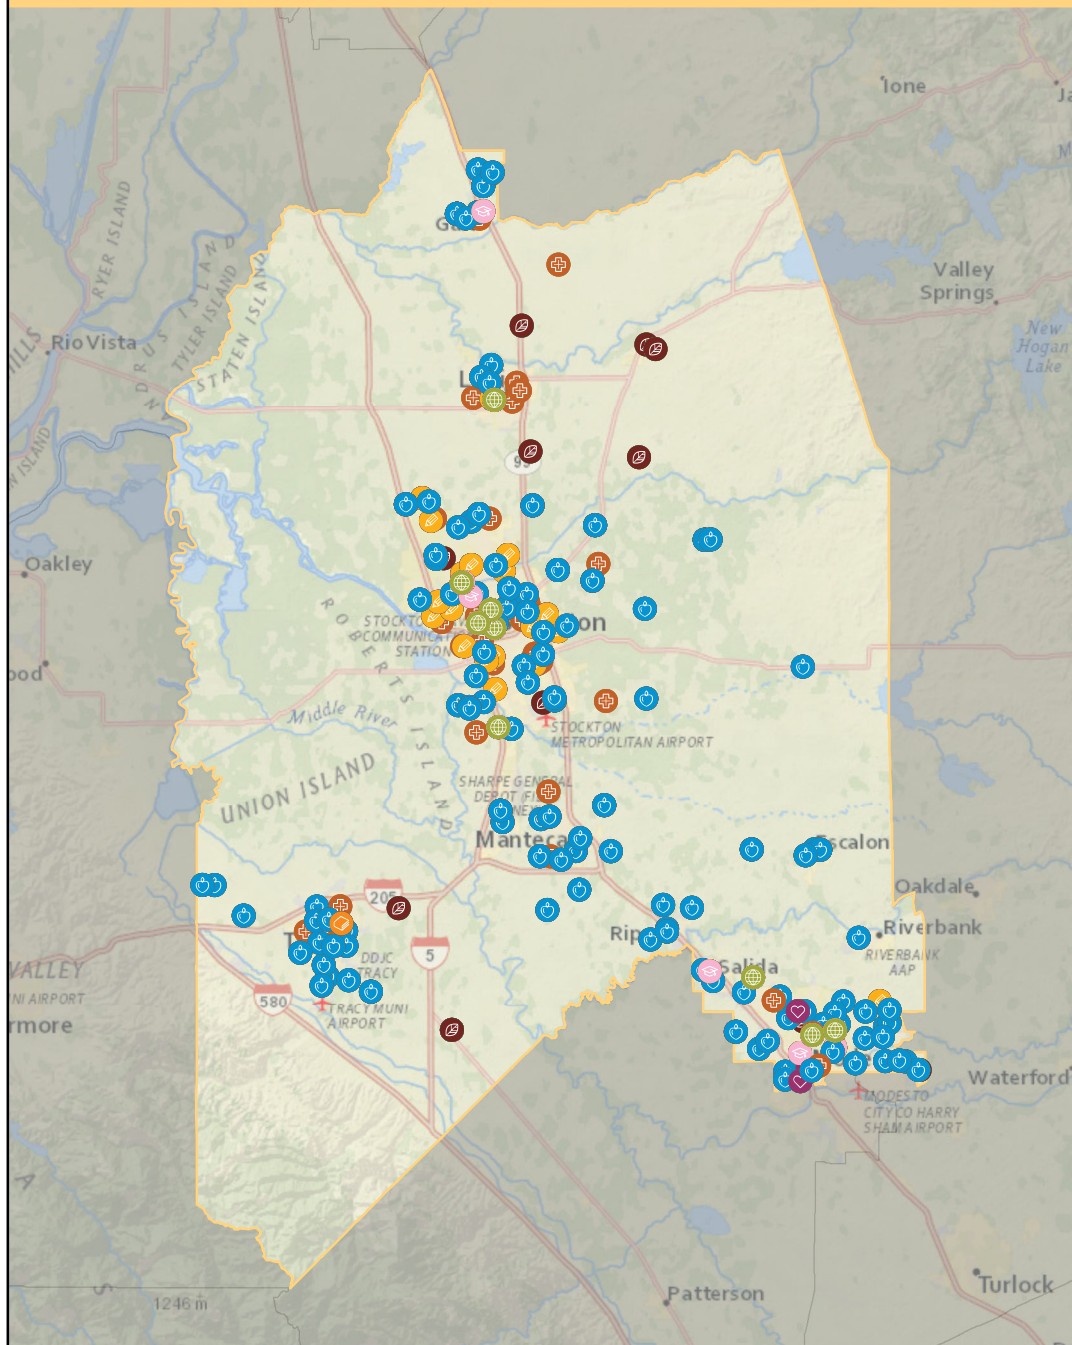 Ione
Valley
Springs
New
Hogan
Lake
RYER ISLAND
TYLER ISLAND
STATEN ISLAND
Rio Vista
99
Oakley
STOCKTON
STATION
ROBERTS ISLAND
Middle River
STOCKTON
METROPOLITAN AIRPORT
UNION ISLAND
SHARPE GENERAL
Manteca
Escalon
Oakdale
205
Riverbank
RIVERBANK
AAP
5
DDJC
TRACY
VALLEY
580
TRACY MUNI
AIRPORT
Salida
Waterford
MODESTO
CITY CO HARRY
SHAM AIRPORT
Turlock
Patterson
1246 m